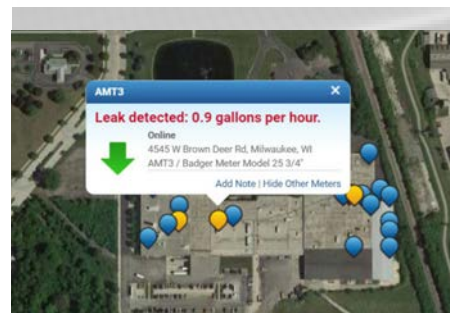 AMT3
Leak detected: 0.9 gallons per hour.
Online
4545 W Brown Deer Rd, Milwaukee, WI
AMT3 / Badger Meter Model 25 3/4"
Add Note | Hide Other Meters